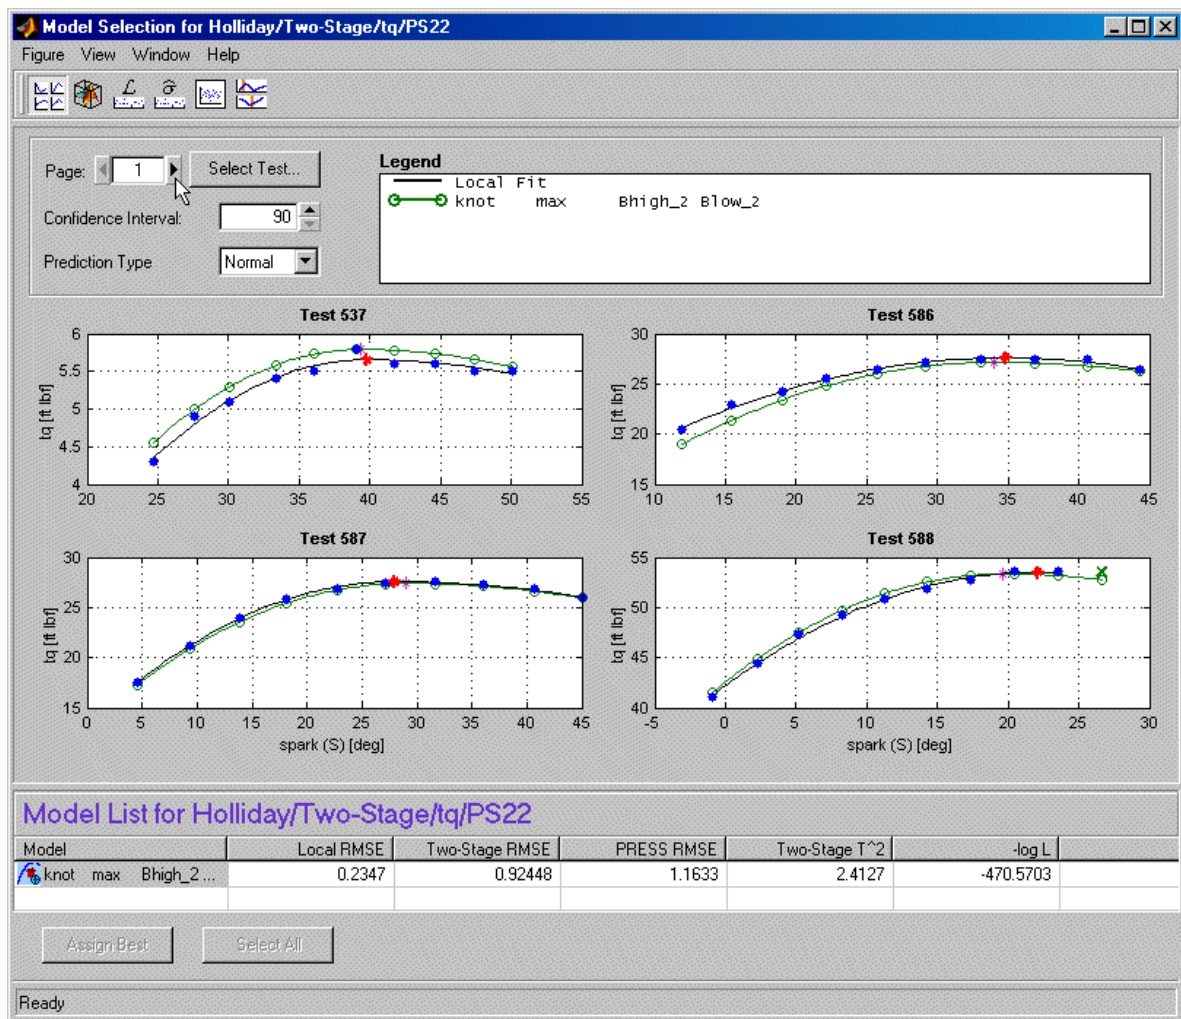 Model Selection for Holliday/Two-Stage/tq/PS22
Figure View Window Help
Page: 1 Select Test...
Confidence Interval: 90
Prediction Type Normal
Legend
Local Fit
knot max Bhigh_2 Blow_2
Test 537
6
5.5
5
4.5
4
tq [ft lbf]
20 25 30 35 40 45 50 55
Test 586
30
25
20
15
tq [ft lbf]
10 15 20 25 30 35 40 45
Test 587
30
25
20
15
tq [ft lbf]
0 5 10 15 20 25 30 35 40 45
spark (S) [deg]
Test 588
55
50
45
40
tq [ft lbf]
-5 0 5 10 15 20 25 30
spark (S) [deg]
Model List for Holliday/Two-Stage/tq/PS22
Model Local RMSE Two-Stage RMSE PRESS RMSE Two-Stage T^2 -log L
knot max Bhigh_2 ... 0.2347 0.92448 1.1633 2.4127 -470.5703
Assign Best Select All
Ready